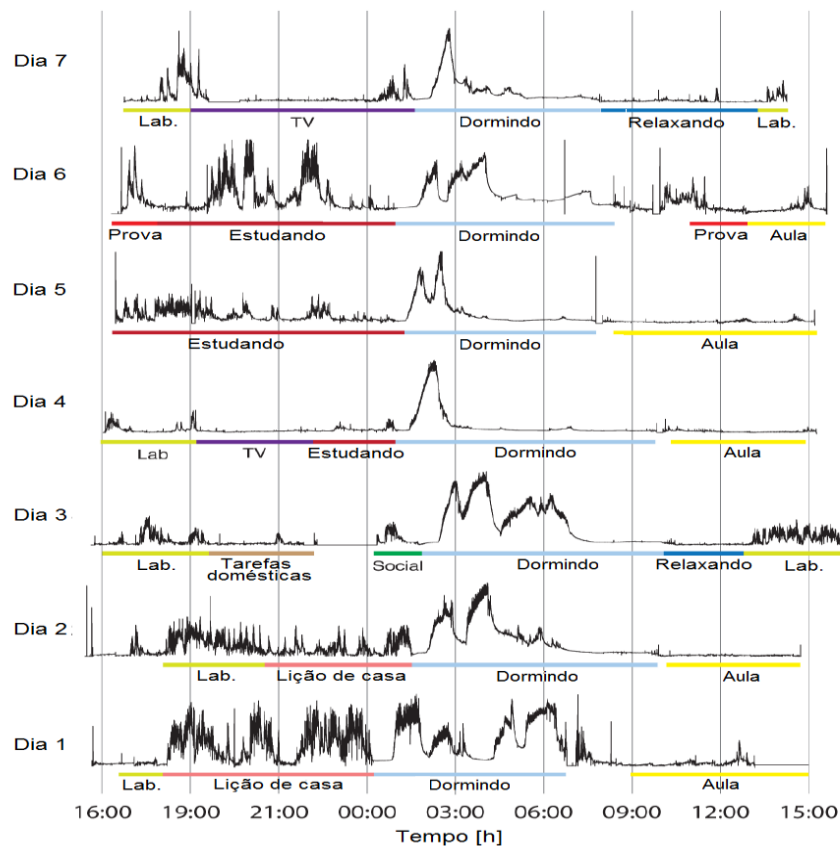 Dia 7
Lab. TV Dormindo Relaxando Lab.
Dia 6
Prova Estudando Dormindo Prova Aula
Dia 5
Estudando Dormindo Aula
Dia 4
Lab TV Estudando Dormindo Aula
Dia 3
Lab. Tarefas domésticas Social Dormindo Relaxando Lab.
Dia 2
Lab. Lição de casa Dormindo Aula
Dia 1
Lab. Lição de casa Dormindo Aula
16:00 19:00 21:00 00:00 03:00 06:00 09:00 12:00 15:00
Tempo [h]